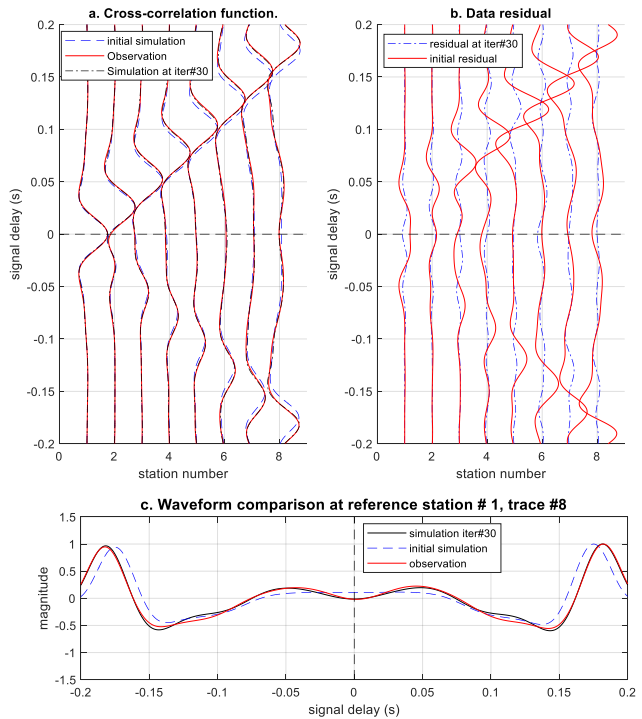 a. Cross-correlation function.
initial simulation
Observation
Simulation at iter#30
0.2
0.15
0.1
0.05
0
-0.05
-0.1
-0.15
-0.2
signal delay (s)
0 2 4 6 8
station number
b. Data residual
residual at iter#30
initial residual
0.2
0.15
0.1
0.05
0
-0.05
-0.1
-0.15
-0.2
signal delay (s)
0 2 4 6 8
station number
c. Waveform comparison at reference station # 1, trace #8
simulation iter#30
initial simulation
observation
1.5
1
0.5
0
-0.5
-1
-1.5
magnitude
-0.2 -0.15 -0.1 -0.05 0 0.05 0.1 0.15 0.2
signal delay (s)